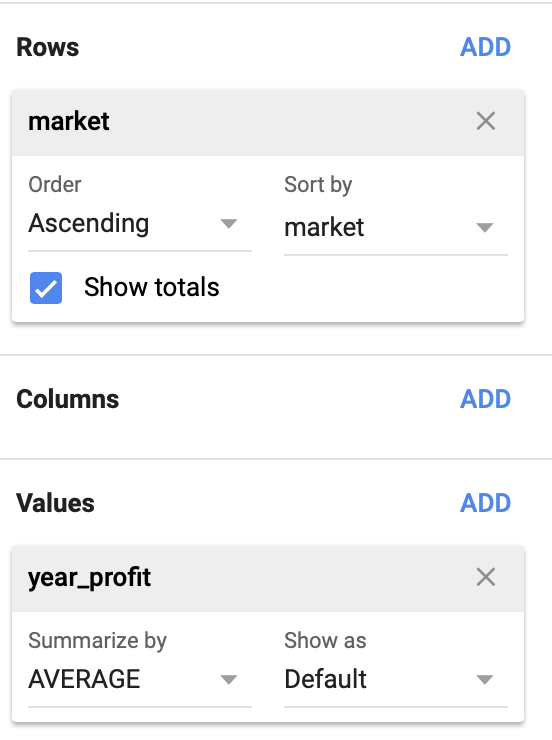 Rows ADD
market
Order Sort by
Ascending market
Show totals
Columns ADD
Values ADD
year_profit
Summarize by Show as
AVERAGE Default